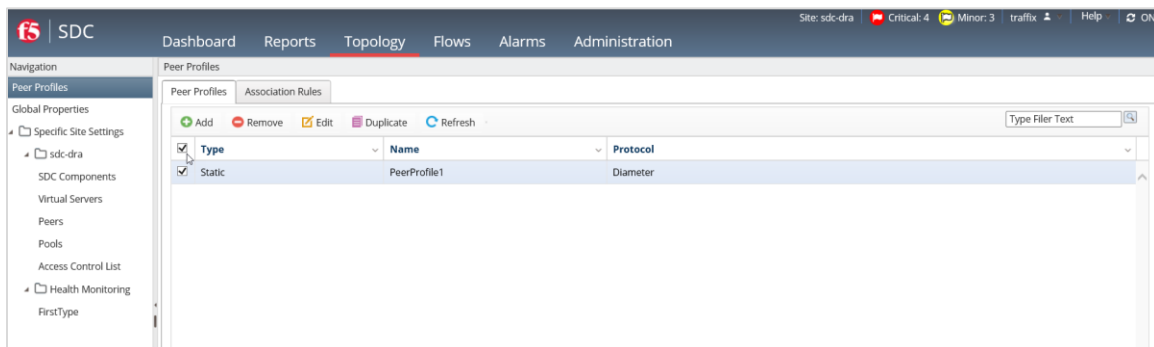 Site: sdc-dra Critical: 4 Minor: 3 traffix Help ON
f5 SDC
Dashboard Reports Topology Flows Alarms Administration
Navigation
Peer Profiles
Peer Profiles
Peer Profiles Association Rules
Global Properties
Add Remove Edit Duplicate Refresh Type Filer Text
Specific Site Settings
Type Name Protocol
sdc-dra
Static PeerProfile1 Diameter
SDC Components
Virtual Servers
Peers
Pools
Access Control List
Health Monitoring
FirstType